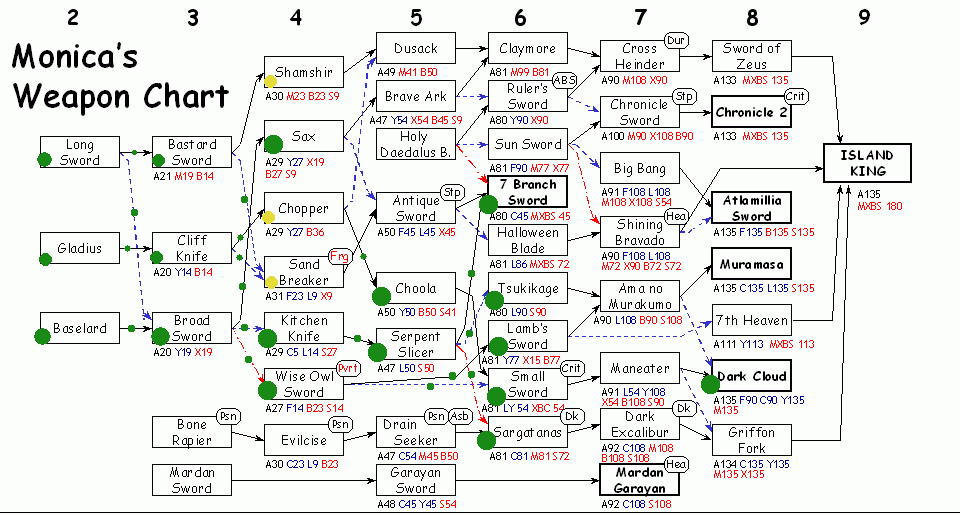 2 3 4 5 6 7 8 9
Monica's
Weapon Chart
Long
Sword
Gladius
Baselard
Bastard
Sword
A21 M19 B14
Cliff
Knife
A20 Y14 B14
Broad
Sword
A20 Y19 X19
Bone
Rapier
Psn
Mardan
Sword
Shamshir
A30 M23 B23 S9
Sax
A29 Y27 X19
B27 S9
Chopper
A29 Y27 B36
Sand
Breaker
Frg
A31 F23 L9 X9
Kitchen
Knife
A29 C5 L14 S27
Wise Owl
Sword
Pvrt
A27 F14 B23 S14
Evilcise
Psn
A30 C23 L9 B23
Dusack
A49 M41 B50
Brave Ark
A47 Y54 X54 B45 S9
Holy
Daedalus B.
Antique
Sword
Stp
A50 F45 L45 X45
Choola
A50 Y50 B50 S41
Serpent
Slicer
A47 L50 S50
Drain
Seeker
Psn
Asb
A47 C54 M45 B50
Garayan
Sword
A48 C45 Y45 S54
Claymore
A81 M99 B81
Ruler's
Sword
ABS
A80 Y90 X90
Sun Sword
A81 F90 M77 X77
7 Branch
Sword
A80 C45 MXBS 45
Halloween
Blade
A81 L86 MXBS 72
Tsukikage
A80 L90 S90
Lamb's
Sword
A81 Y77 X15 B77
Small
Sword
Crit
A81 LY 54 XBC 54
Sargatanas
Dk
A81 C81 M81 S72
Cross
Heinder
Dur
A90 M108 X90
Chronicle
Sword
Stp
A100 M90 X108 B90
Big Bang
A91 F108 L108
M108 X108 S54
Shining
Bravado
Hea
A90 F108 L108
M72 X90 B72 S72
Ama no
Murakumo
A90 L108 B90 S108
Maneater
A91 L54 Y108
X54 B108 S90
Dark
Excalibur
Dk
A92 C108 M108
B108 S108
Mardan
Garayan
Hea
A92 C108 S108
Sword of
Zeus
A133 MXBS 135
Chronicle 2
Crit
A133 MXBS 135
Atlamillia
Sword
A135 F135 B135 S135
Muramasa
A135 C135 L135 S135
7th Heaven
A111 Y113 MXBS 113
Dark Cloud
A135 F90 C90 Y135
M135
Griffon
Fork
A134 C135 Y135
M135 X135
ISLAND
KING
A135
MXBS 180